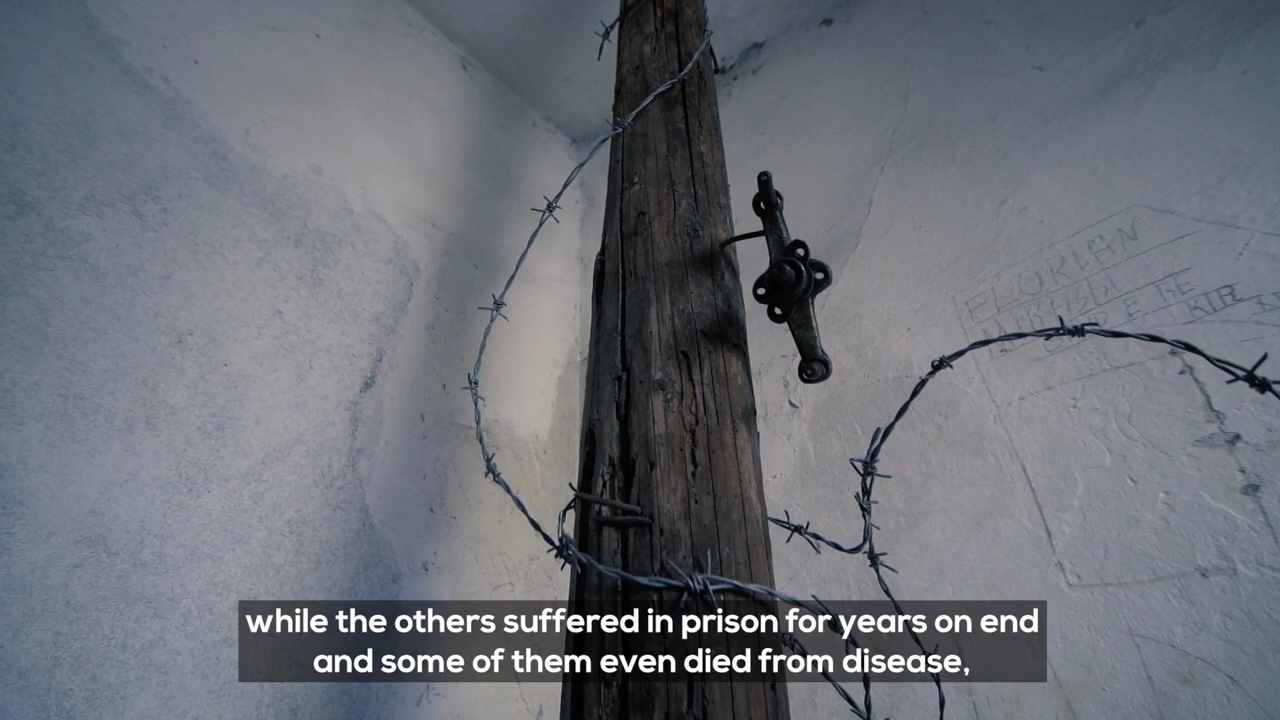 FLORIAN
while the others suffered in prison for years on end
and some of them even died from disease,